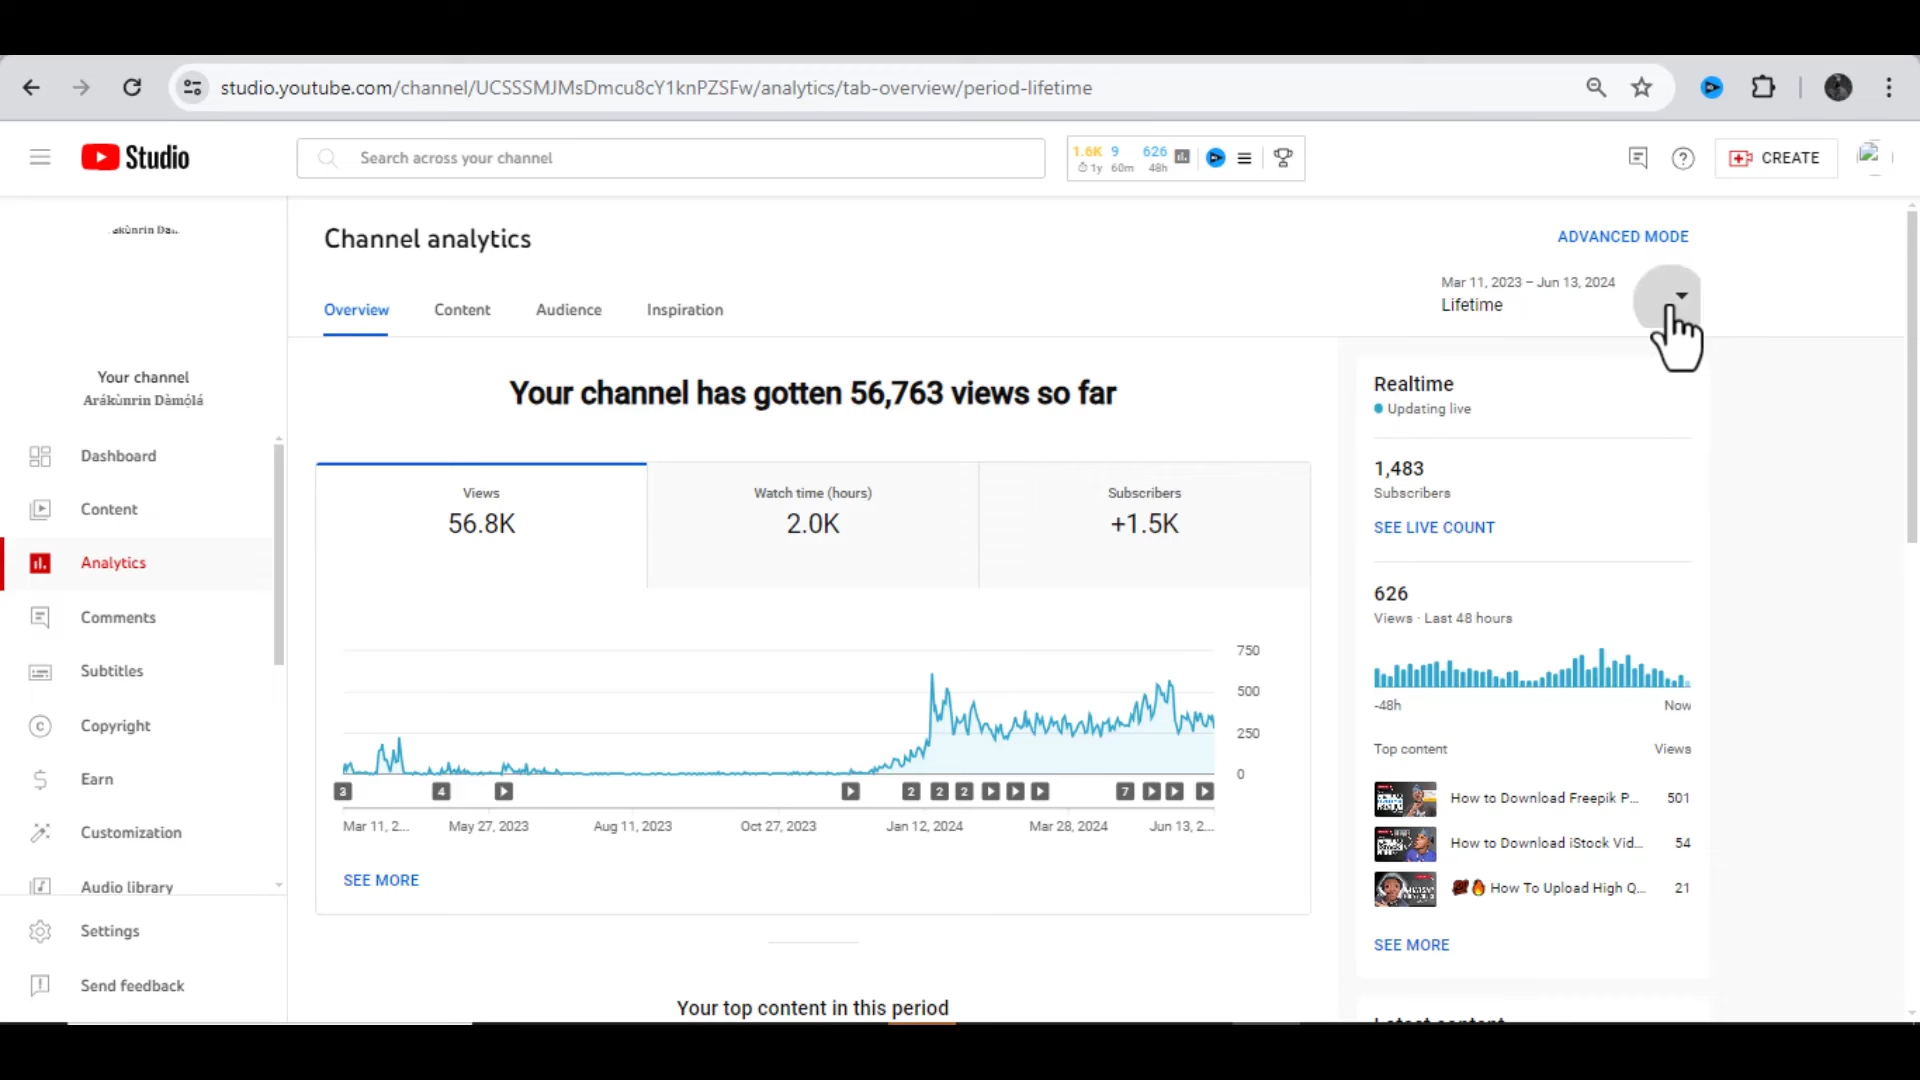 studio.youtube.com/channel/UCSSSMJMsDmcu8cY1knPZSFw/analytics/tab-overview/period-lifetime
Studio
Search across your channel
1.6K 9 626
1y 60m 48h
CREATE
Your channel
Arákùnrin Dàmọ́lá
Dashboard
Content
Analytics
Comments
Subtitles
Copyright
Earn
Customization
Audio library
Settings
Send feedback
Channel analytics
ADVANCED MODE
Mar 11, 2023 – Jun 13, 2024
Lifetime
Overview Content Audience Inspiration
Your channel has gotten 56,763 views so far
Views
56.8K
Watch time (hours)
2.0K
Subscribers
+1.5K
750
500
250
0
3 4 2 2 2 7
Mar 11, 2... May 27, 2023 Aug 11, 2023 Oct 27, 2023 Jan 12, 2024 Mar 28, 2024 Jun 13, 2...
SEE MORE
Your top content in this period
Realtime
Updating live
1,483
Subscribers
SEE LIVE COUNT
626
Views · Last 48 hours
-48h Now
Top content Views
How to Download Freepik P... 501
How to Download iStock Vid... 54
💯🔥 How To Upload High Q... 21
SEE MORE